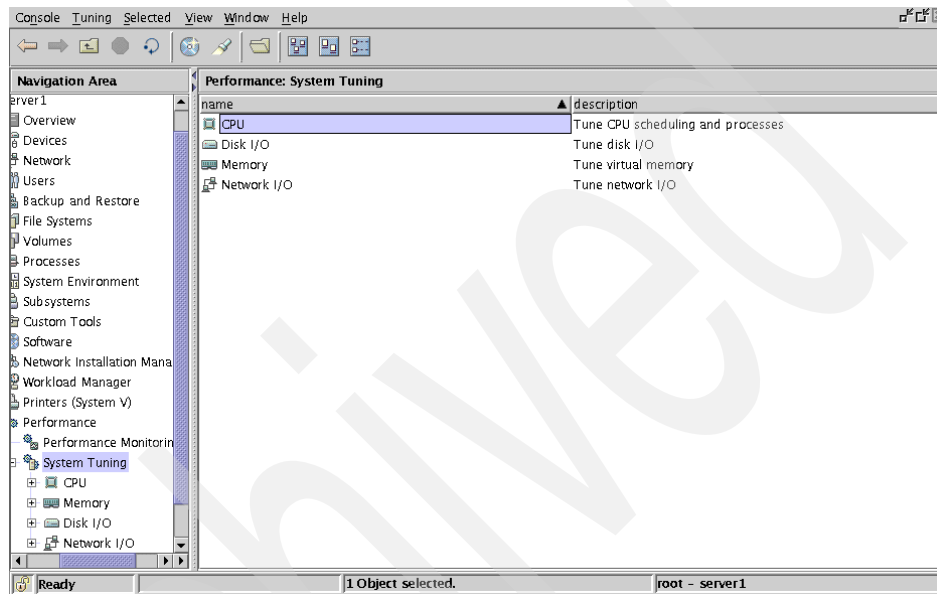 Console Tuning Selected View Window Help
Navigation Area
Performance: System Tuning
erver1
Overview
Devices
Network
Users
Backup and Restore
File Systems
Volumes
Processes
System Environment
Subsystems
Custom Tools
Software
Network Installation Mana
Workload Manager
Printers (System V)
Performance
Performance Monitorin
System Tuning
CPU
Memory
Disk I/O
Network I/O
name description
CPU Tune CPU scheduling and processes
Disk I/O Tune disk I/O
Memory Tune virtual memory
Network I/O Tune network I/O
Ready 1 Object selected. root - server1
hived